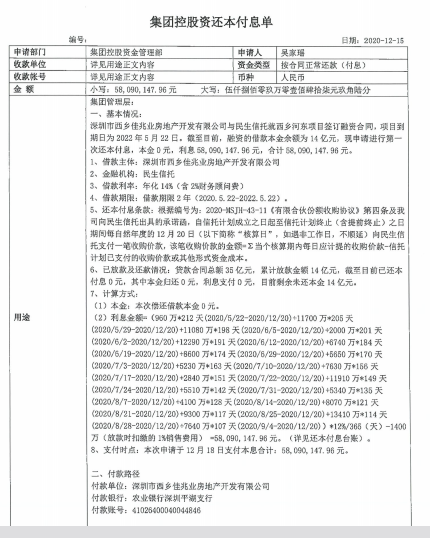 集团控股资还本付息单
编号:
日期: 2020-12-15
申请部门 集团控股资金管理部 申请人 吴家瑶
收款单位 详见用途正文内容 资金类型 按合同正常还款(付息)
收款帐号 详见用途正文内容 币种 人民币
金 额 小写: 58,090,147.96 元 大写: 伍仟捌佰零玖万零壹佰肆拾柒元玖角陆分
用途
集团管理层:
一、基本情况:
深圳市西乡佳兆业房地产开发有限公司与民生信托就西乡河东项目签订融资合同,项目到
期日为2022年5月22日。截至目前,融资的借款本金余额为14亿元,现申请进行第一
次还本付息,本金0元,利息58,090,147.96元,合计58,090,147.96元。
1、借款主体: 深圳市西乡佳兆业房地产开发有限公司
2、金融机构: 民生信托
3、借款利率: 年化14%(含2%财务顾问费)
4、借款期限: 借款期限2年(2020.5.22-2022.5.22)。
5、还本付息条款: 根据编号为: 2020-MSJH-43-11《有限合伙份额收购协议》第四条及我
司向民生信托出具的承诺函,自信托计划成立之日起至信托计划终止(含提前终止)之日
期间每自然年度的12月20日(以下简称“核算日”,如遇非工作日,不顺延)向民生信
托支付一笔收购价款,该笔收购价款的金额=Σ当个核算期内每日应计提的收购价款-信托
计划已支付的收购价款或其他形式资金成本。
6、已放款及还款情况: 贷款合同总额35亿元,累计放款金额14亿元,截至目前已还本
付息0元,其中本金归还0元,利息支付0元,目前剩余未还本金14亿元。
7、计算方式:
(1)本金: 本次偿还借款本金0元。
(2)利息金额=(960万*212天(2020/5/22-2020/12/20)+11700万*205天
(2020/5/29-2020/12/20)+11080万*198天(2020/6/5-2020/12/20)+2000万*201天
(2020/6/2-2020/12/20)+12290万*191天(2020/6/12-2020/12/20)+6740万*184天
(2020/6/19-2020/12/20)+8600万*174天(2020/6/29-2020/12/20)+5650万*170天
(2020/7/3-2020/12/20)+5230万*163天(2020/7/10-2020/12/20)+7630万*156天
(2020/7/17-2020/12/20)+2840万*151天(2020/7/22-2020/12/20)+11910万*149天
(2020/7/24-2020/12/20)+5510万*142天(2020/7/31-2020/12/20)+5340万*135天
(2020/8/7-2020/12/20)+4100万*128天(2020/8/14-2020/12/20)+8070万*121天
(2020/8/21-2020/12/20)+9300万*117天(2020/8/25-2020/12/20)+13410万*114天
(2020/8/28-2020/12/20)+7640万*107天(2020/9/4-2020/12/20))*12%/365(天)-1400
万(放款时扣缴的1%销售费用)=58,090,147.96元。(详见还本付息台账)。
8、支付时点: 本次申请于12月18日支付本息合计: 58,090,147.96元。
二、付款路径
付款单位: 深圳市西乡佳兆业房地产开发有限公司
付款银行: 农业银行深圳平湖支行
付款账号: 41026400040044846